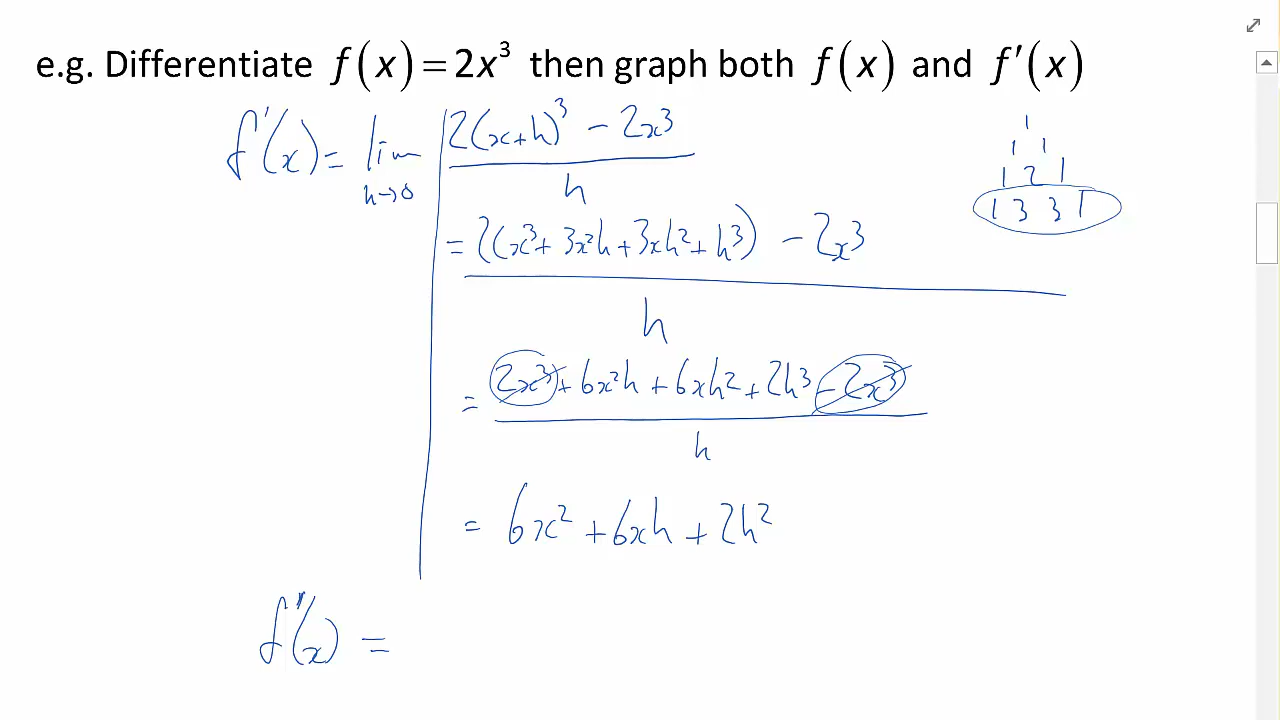 e.g. Differentiate f(x)=2x³ then graph both f(x) and f′(x)
f'(x) = lim h→0 2(x+h)³ − 2x³
h
= 2(x³+3x²h+3xh²+h³) − 2x³
h
= 2x³+6x²h+6xh²+2h³−2x³
h
= 6x²+6xh+2h²
f'(x) =
1
1 1
1 2 1
1 3 3 1